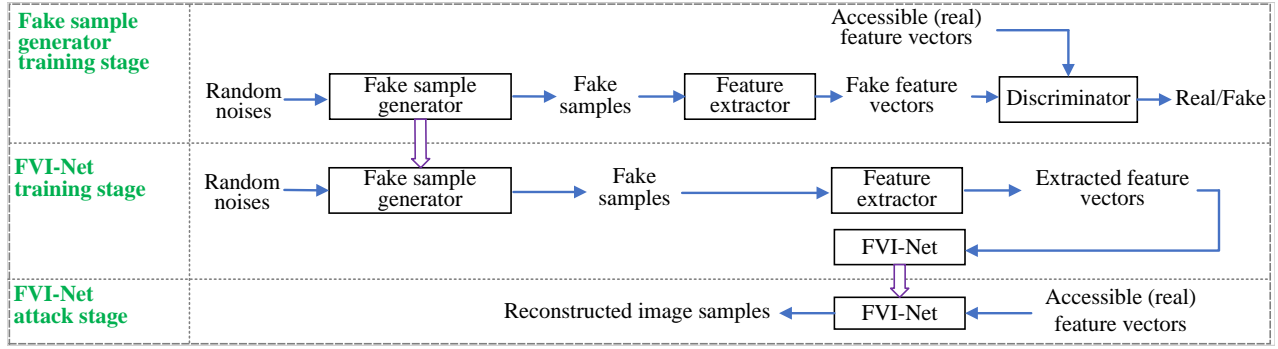 Fake sample
generator
training stage
Accessible (real)
feature vectors
Random
noises
Fake sample
generator
Fake
samples
Feature
extractor
Fake feature
vectors
Discriminator
Real/Fake
FVI-Net
training stage
Random
noises
Fake sample
generator
Fake
samples
Feature
extractor
Extracted feature
vectors
FVI-Net
FVI-Net
attack stage
Reconstructed image samples
FVI-Net
Accessible (real)
feature vectors